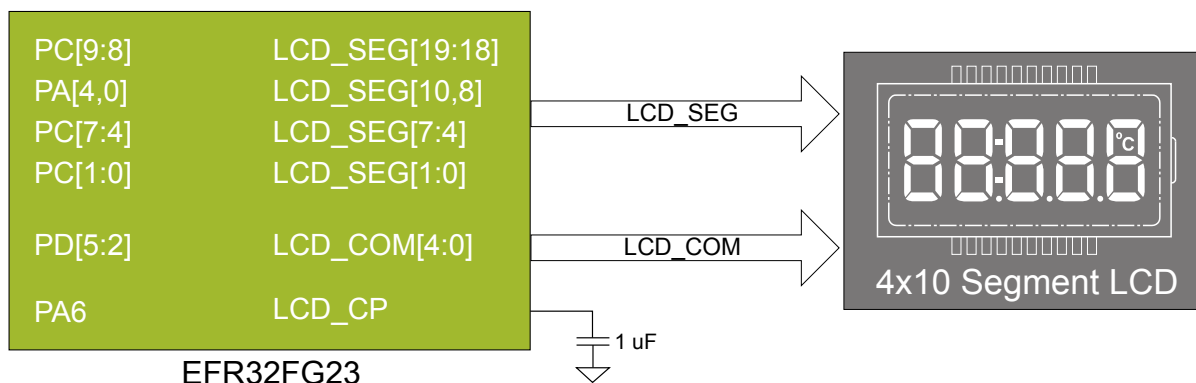 PC[9:8] LCD_SEG[19:18]
PA[4,0] LCD_SEG[10,8]
PC[7:4] LCD_SEG[7:4]
PC[1:0] LCD_SEG[1:0]
PD[5:2] LCD_COM[4:0]
PA6 LCD_CP
EFR32FG23
LCD_SEG
LCD_COM
1 uF
88:888
°C
4x10 Segment LCD